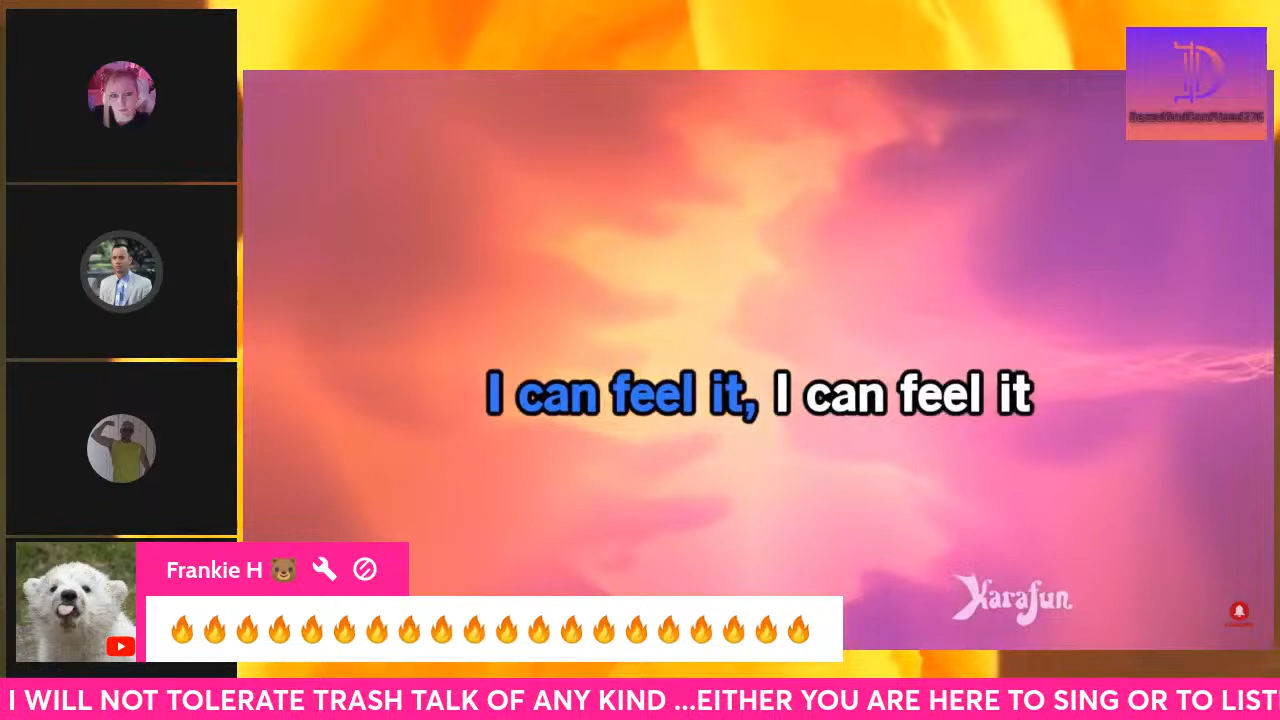 I can feel it, I can feel it
Karafun
Frankie H 🐻
🔥🔥🔥🔥🔥🔥🔥🔥🔥🔥🔥🔥🔥🔥🔥🔥🔥🔥🔥🔥
I WILL NOT TOLERATE TRASH TALK OF ANY KIND ...EITHER YOU ARE HERE TO SING OR TO LIST